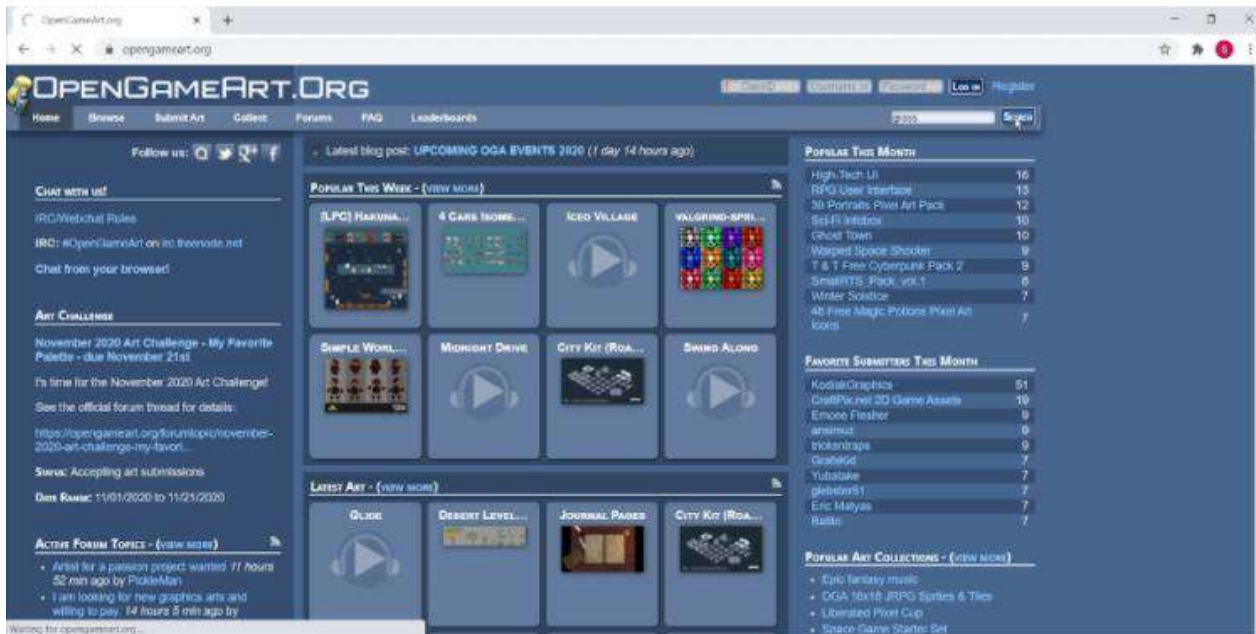 OpenGameArt.org
opengameart.org
OPENGAMEART.ORG
Log in Register
Home Browse Submit Art Collect Forums FAQ Leaderboards
Search
Follow us:
Latest blog post: UPCOMING OGA EVENTS 2020 (1 day 14 hours ago)
CHAT WITH US!
IRC/Webchat Rules
IRC: #OpenGameArt on irc.freenode.net
Chat from your browser!
ART CHALLENGE
November 2020 Art Challenge - My Favorite
Palette - due November 21st
It's time for the November 2020 Art Challenge!
See the official forum thread for details:
https://opengameart.org/forumtopic/november-
2020-art-challenge-my-favori...
STATUS: Accepting art submissions
DATE RANGE: 11/01/2020 to 11/21/2020
ACTIVE FORUM TOPICS - (VIEW MORE)
Artist for a passion project wanted 11 hours
52 min ago by PickleMan
I am looking for new graphics arts and
willing to pay. 14 hours 5 min ago by
Waiting for opengameart.org...
POPULAR THIS WEEK - (VIEW MORE)
[LPC] HAKUNA...
4 CARS ISOME...
ICED VILLAGE
VALGRIND-SPRI...
SIMPLE WORL...
MIDNIGHT DRIVE
CITY KIT (ROA...
SWING ALONG
LATEST ART - (VIEW MORE)
GLIDE
DESERT LEVEL...
JOURNAL PAGES
CITY KIT (ROA...
POPULAR THIS MONTH
High-Tech UI 16
RPG User Interface 13
39 Portraits Pixel Art Pack 12
Sci-Fi Infobox 10
Ghost Town 10
Warped Space Shooter 9
T & T Free Cyberpunk Pack 2 9
SmallRTS_Pack_vol.1 8
Winter Solstice 7
48 Free Magic Potions Pixel Art
Icons 7
FAVORITE SUBMITTERS THIS MONTH
KodiakGraphics 51
CraftPix.net 2D Game Assets 19
Emcee Flesher 9
ansimuz 9
9
7
Yubatake 7
7
Eric Matyas 7
7
POPULAR ART COLLECTIONS - (VIEW MORE)
Epic fantasy music
OGA 16x16 JRPG Sprites & Tiles
Liberated Pixel Cup
Space Game Starter Set